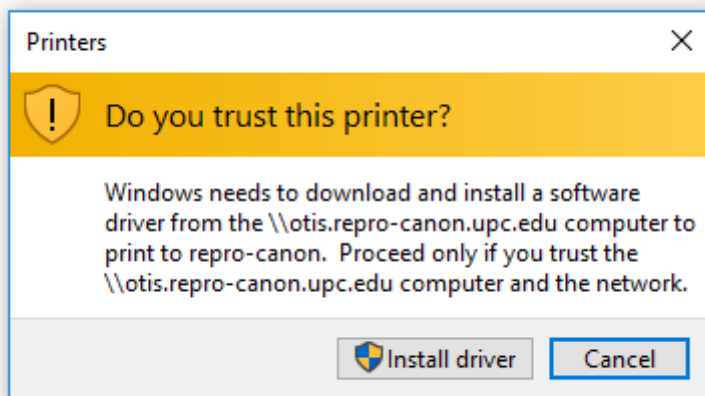 Printers
Do you trust this printer?
Windows needs to download and install a software
driver from the \\otis.repro-canon.upc.edu computer to
print to repro-canon.  Proceed only if you trust the
\\otis.repro-canon.upc.edu computer and the network.
Install driver
Cancel